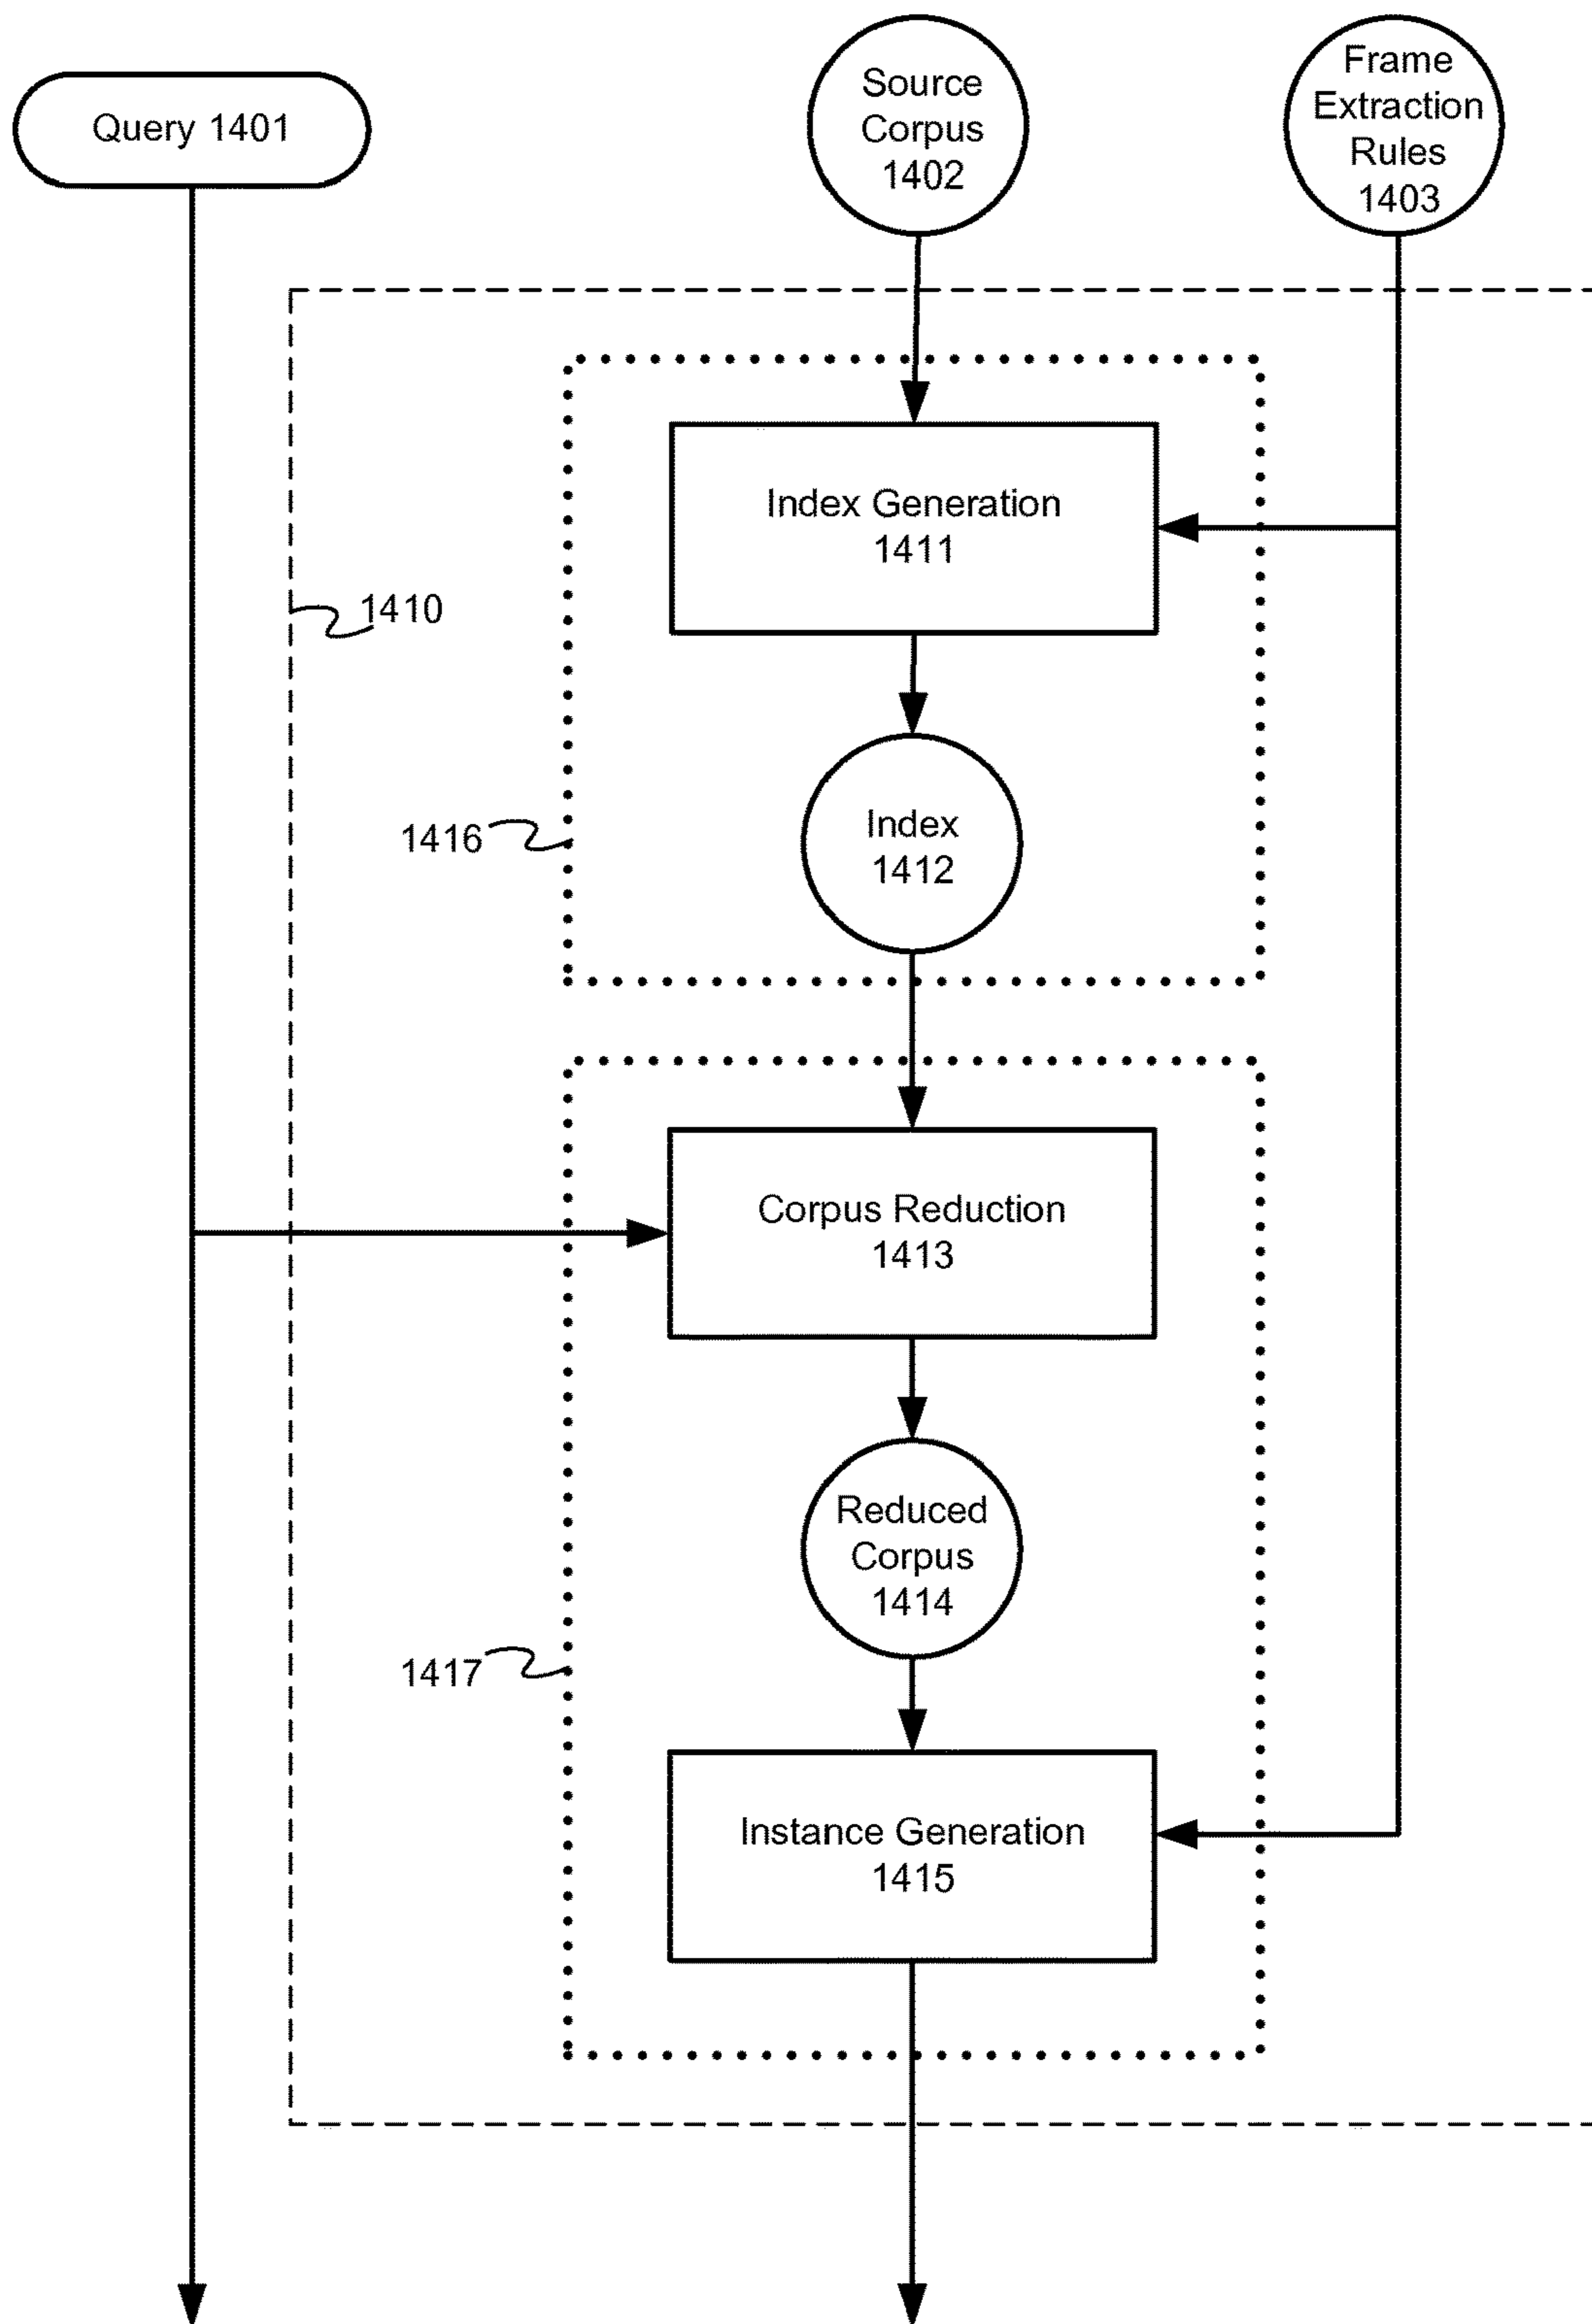 Query 1401
Source
Corpus
1402
Frame
Extraction
Rules
1403
Index Generation
1411
1410
Index
1412
1416
Corpus Reduction
1413
Reduced
Corpus
1414
1417
Instance Generation
1415